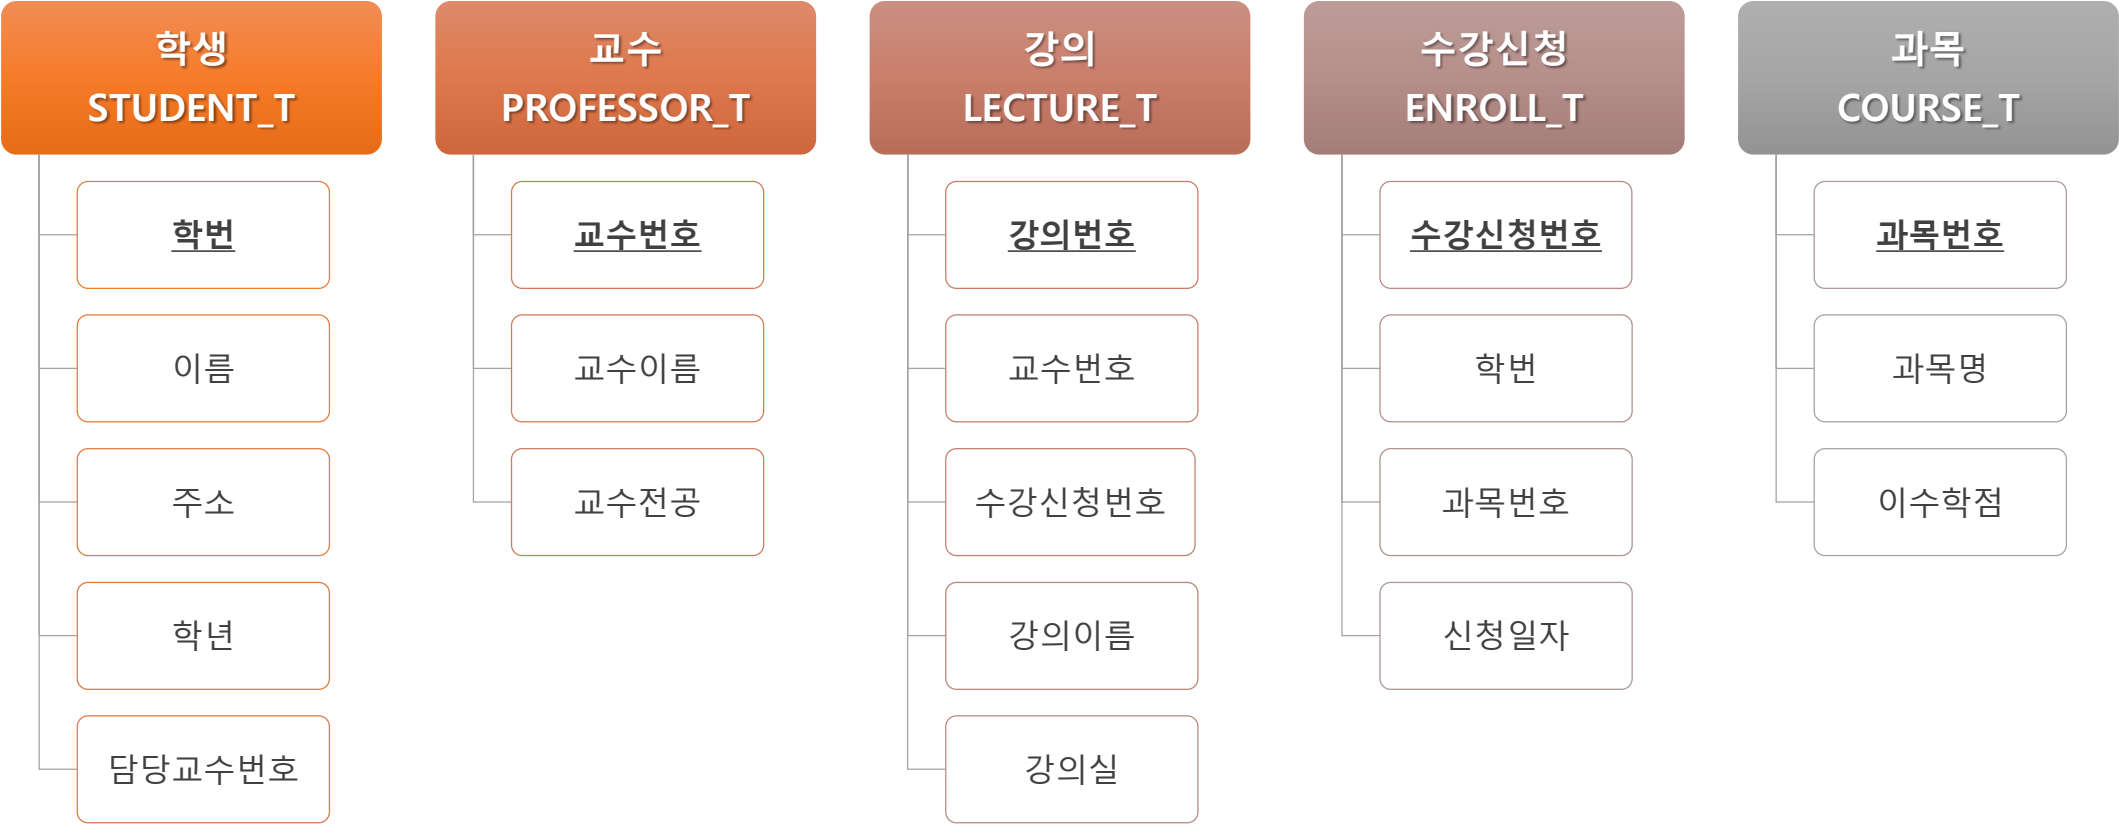 학생
STUDENT_T
학번
이름
주소
학년
담당교수번호
교수
PROFESSOR_T
교수번호
교수이름
교수전공
강의
LECTURE_T
강의번호
교수번호
수강신청번호
강의이름
강의실
수강신청
ENROLL_T
수강신청번호
학번
과목번호
신청일자
과목
COURSE_T
과목번호
과목명
이수학점